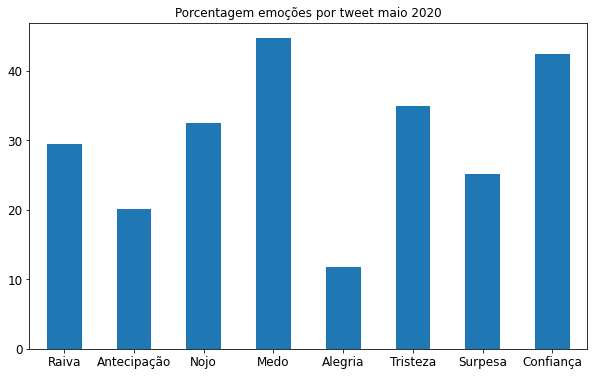 Porcentagem emoções por tweet maio 2020
40
30
20
10
0
Raiva Antecipação Nojo Medo Alegria Tristeza Surpesa Confiança